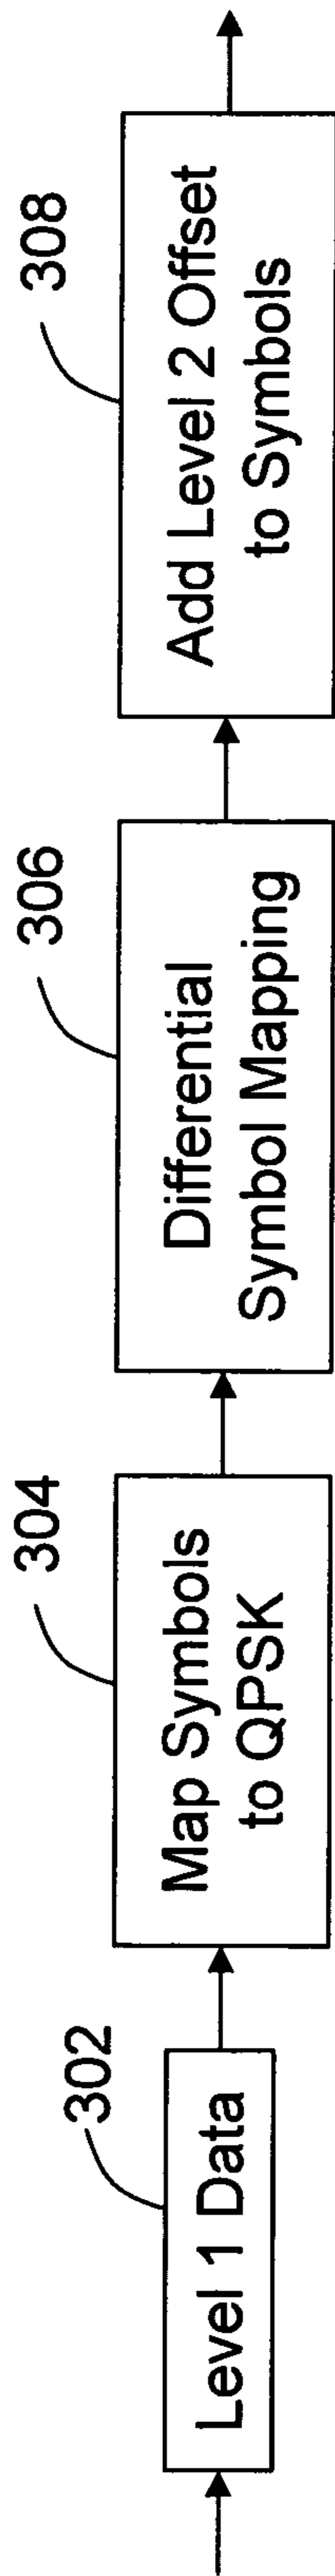 302
Level 1 Data
304
Map Symbols
to QPSK
306
Differential
Symbol Mapping
308
Add Level 2 Offset
to Symbols